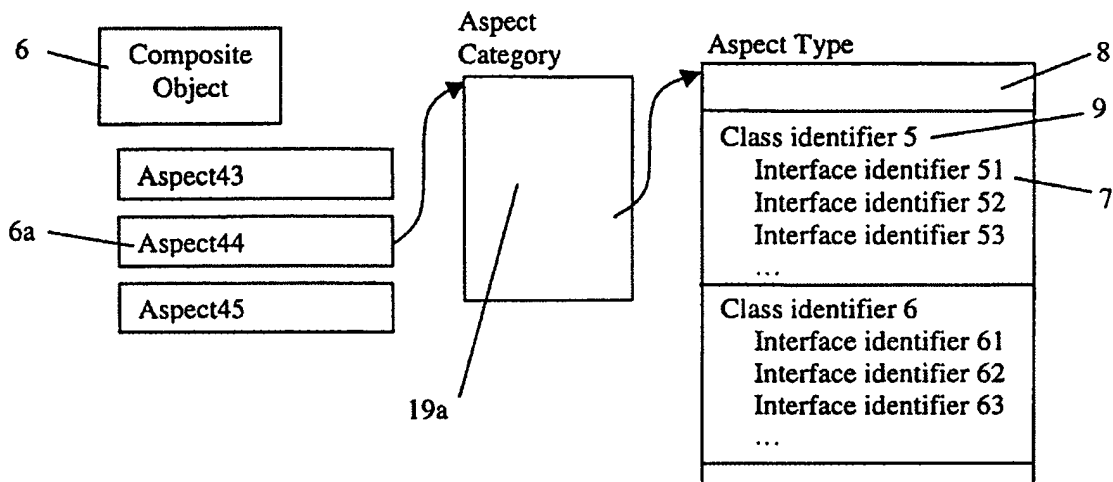 6
Composite
Object
Aspect43
6a
Aspect44
Aspect45
Aspect
Category
19a
Aspect Type
8
9
Class identifier 5
Interface identifier 51
7
Interface identifier 52
Interface identifier 53
...
Class identifier 6
Interface identifier 61
Interface identifier 62
Interface identifier 63
...